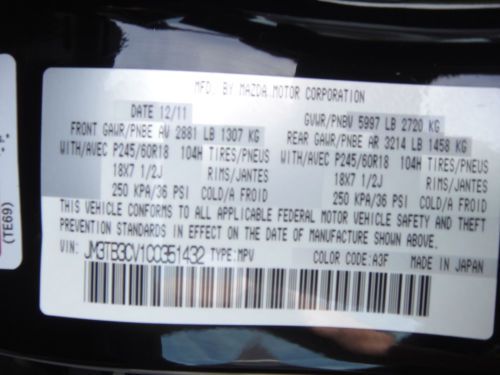 MFD. BY MAZDA MOTOR CORPORATION
DATE 12/11 GVWR/PNBV 5997 LB 2720 KG
FRONT GAWR/PNBE AV 2881 LB 1307 KG REAR GAWR/PNBE AR 3214 LB 1458 KG
WITH/AVEC P245/60R18 104H TIRES/PNEUS WITH/AVEC P245/60R18 104H TIRES/PNEUS
18X7 1/2J RIMS/JANTES 18X7 1/2J RIMS/JANTES
250 KPA/36 PSI COLD/A FROID 250 KPA/36 PSI COLD/A FROID
THIS VEHICLE CONFORMS TO ALL APPLICABLE FEDERAL MOTOR VEHICLE SAFETY AND THEFT
PREVENTION STANDARDS IN EFFECT ON THE DATE OF MANUFACTURE SHOWN ABOVE.
VIN: JM3TB3CV1C0351432 TYPE: MPV COLOR CODE: A3F MADE IN JAPAN
(TE69)